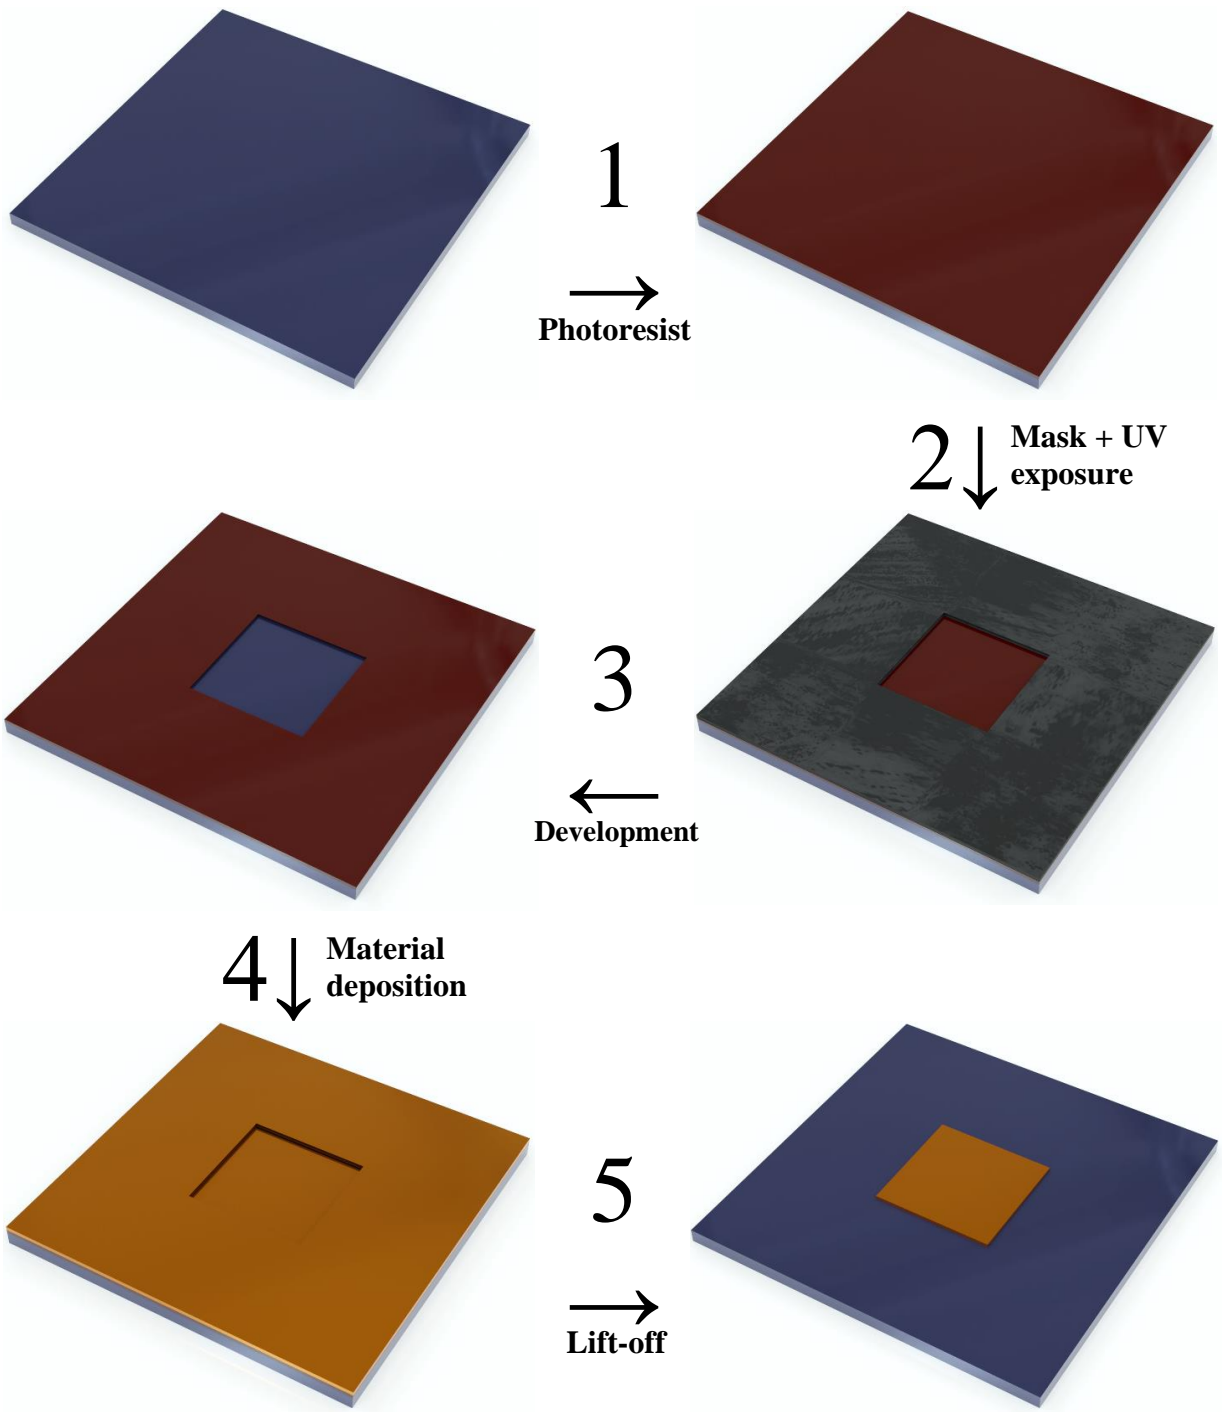 1
Photoresist
2
Mask + UV
exposure
3
Development
4
Material
deposition
5
Lift-off